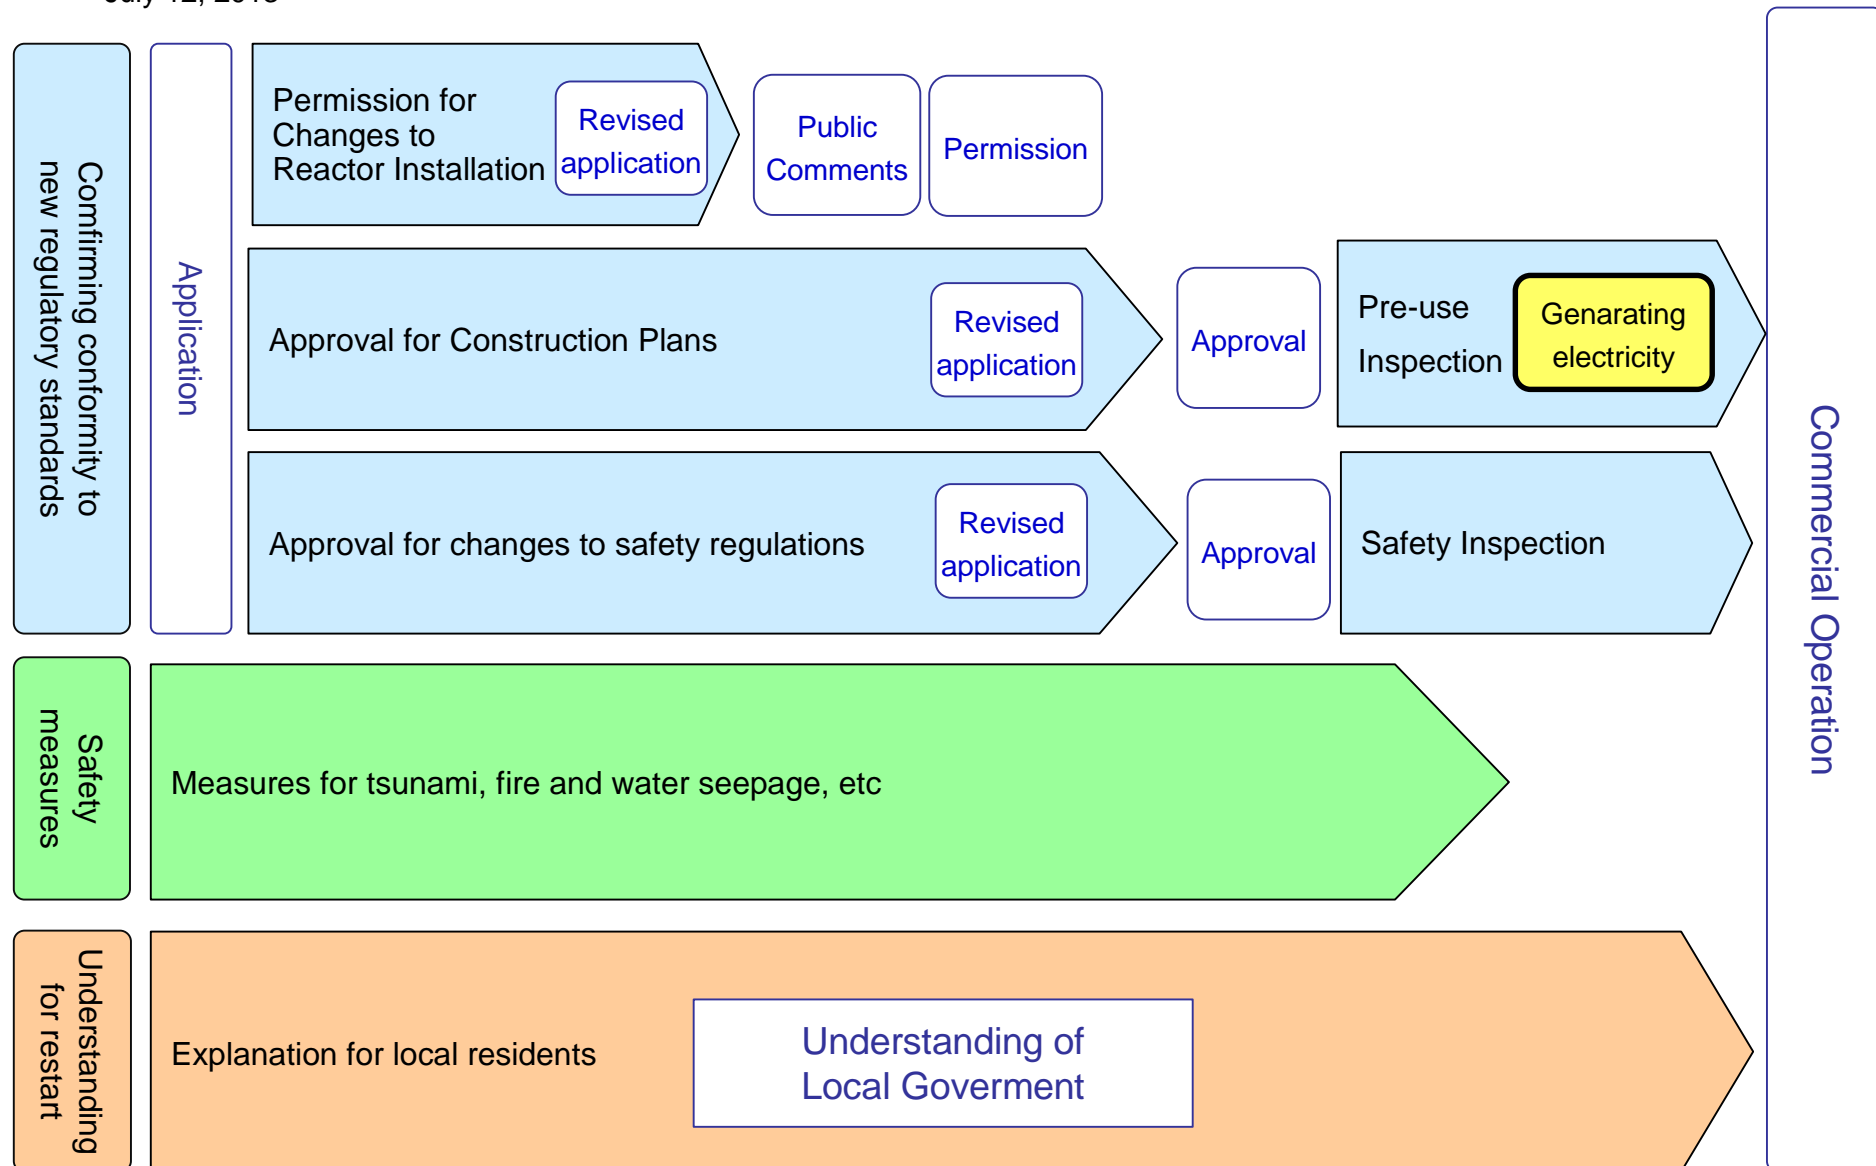 Comfirming conformity to
new regulatory standards
Application
Permission for
Changes to
Reactor Installation
Revised
application
Public
Comments
Permission
Approval for Construction Plans
Revised
application
Approval
Pre-use
Inspection
Genarating
electricity
Approval for changes to safety regulations
Revised
application
Approval
Safety Inspection
Commercial Operation
Safety
measures
Measures for tsunami, fire and water seepage, etc
Understanding
for restart
Explanation for local residents
Understanding of
Local Goverment